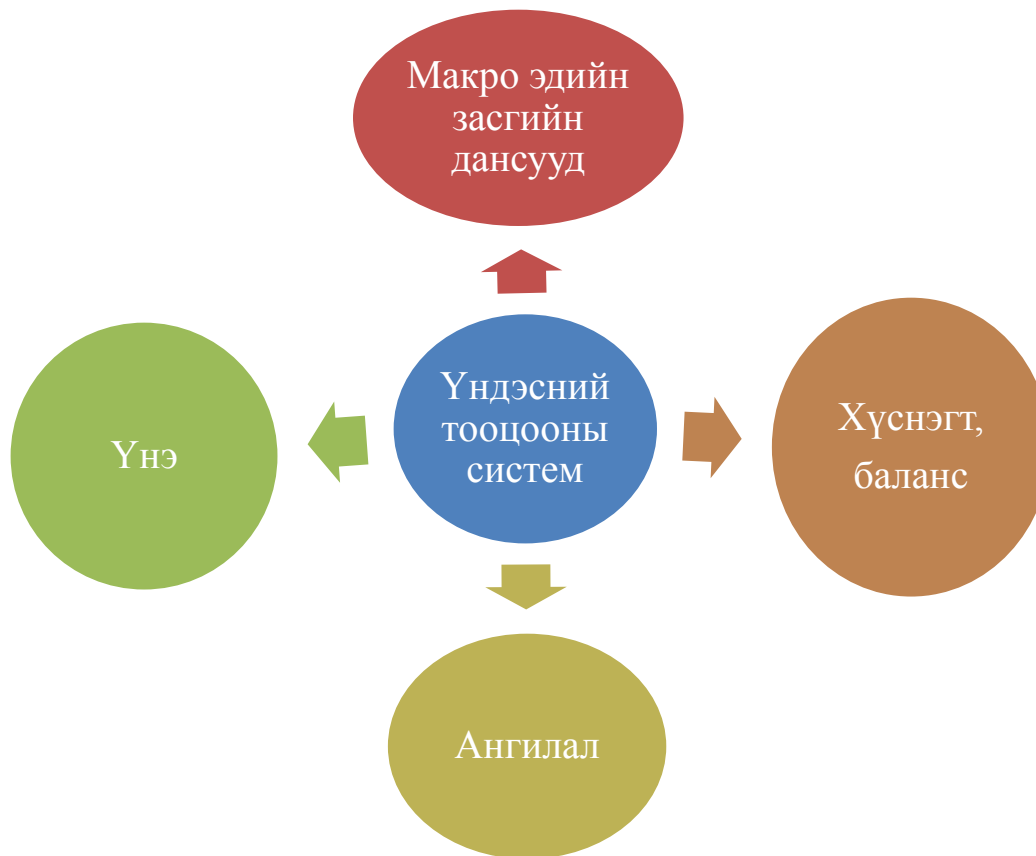 Макро эдийн
засгийн
дансууд
Үнэ
Үндэсний
тооцооны
систем
Хүснэгт,
баланс
Ангилал